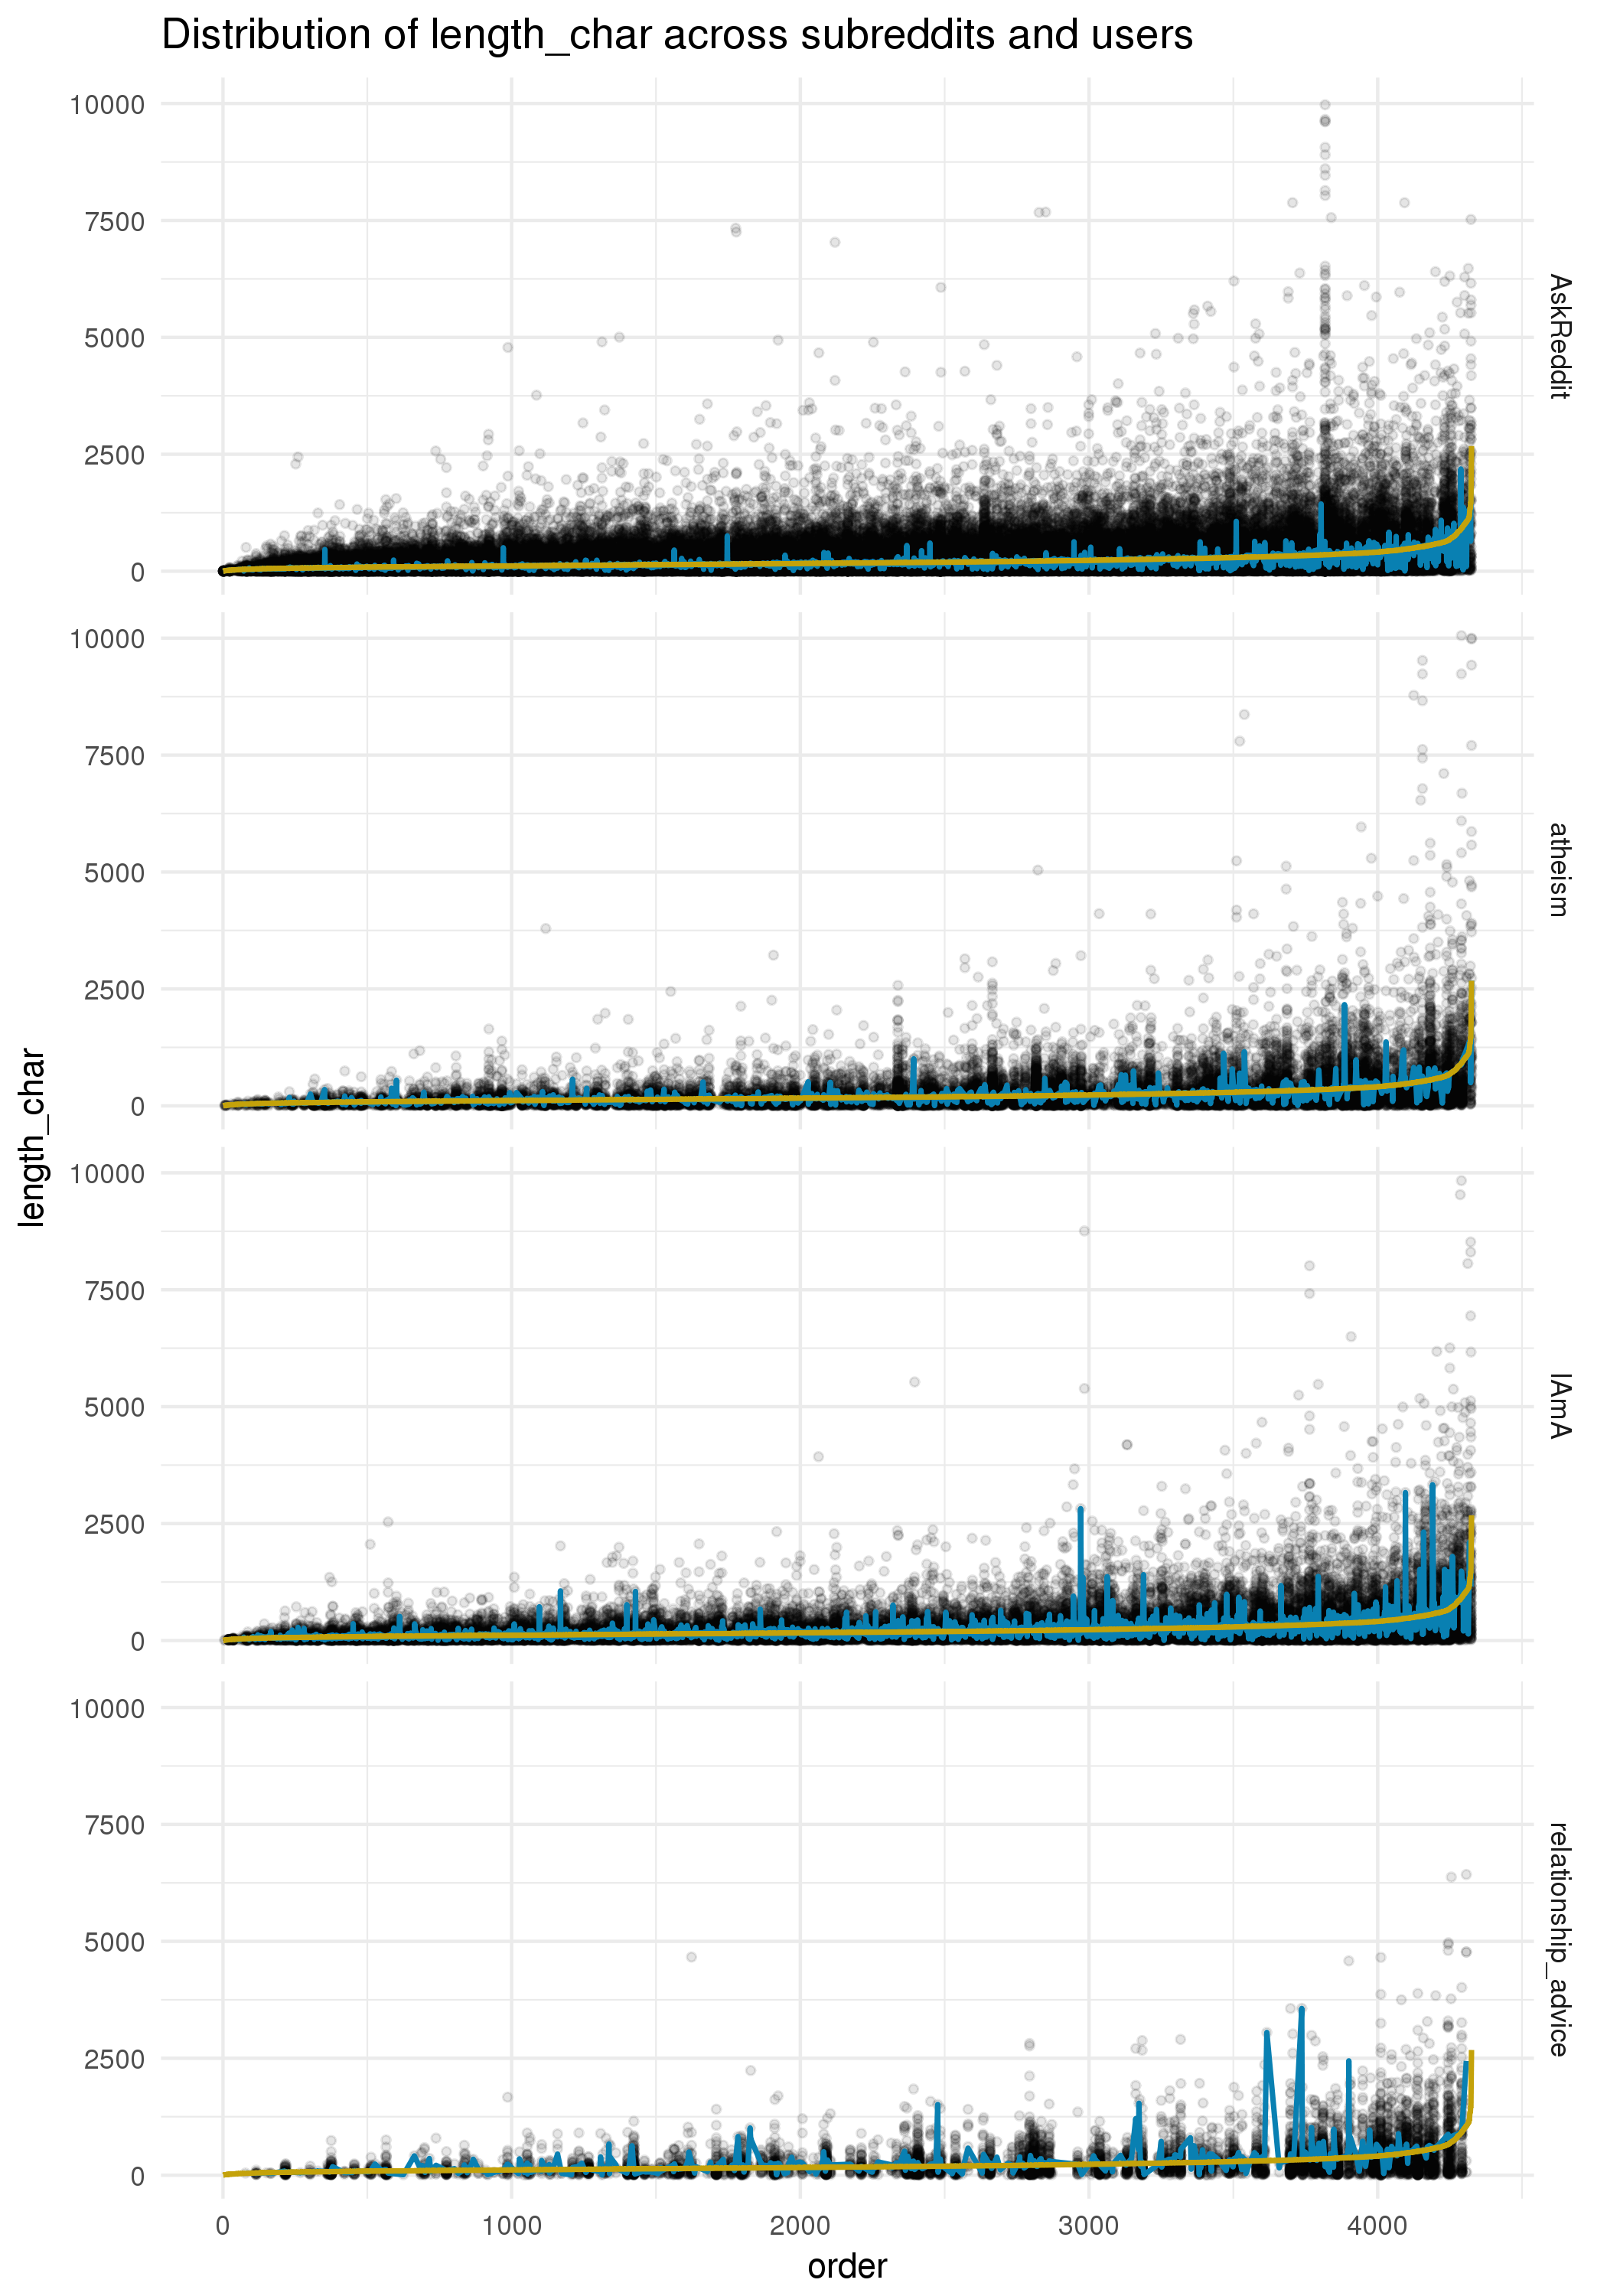 Distribution of length_char across subreddits and users
length_char
10000
7500
5000
2500
0
AskReddit
10000
7500
5000
2500
0
atheism
10000
7500
5000
2500
0
IAmA
10000
7500
5000
2500
0
relationship_advice
0 1000 2000 3000 4000
order